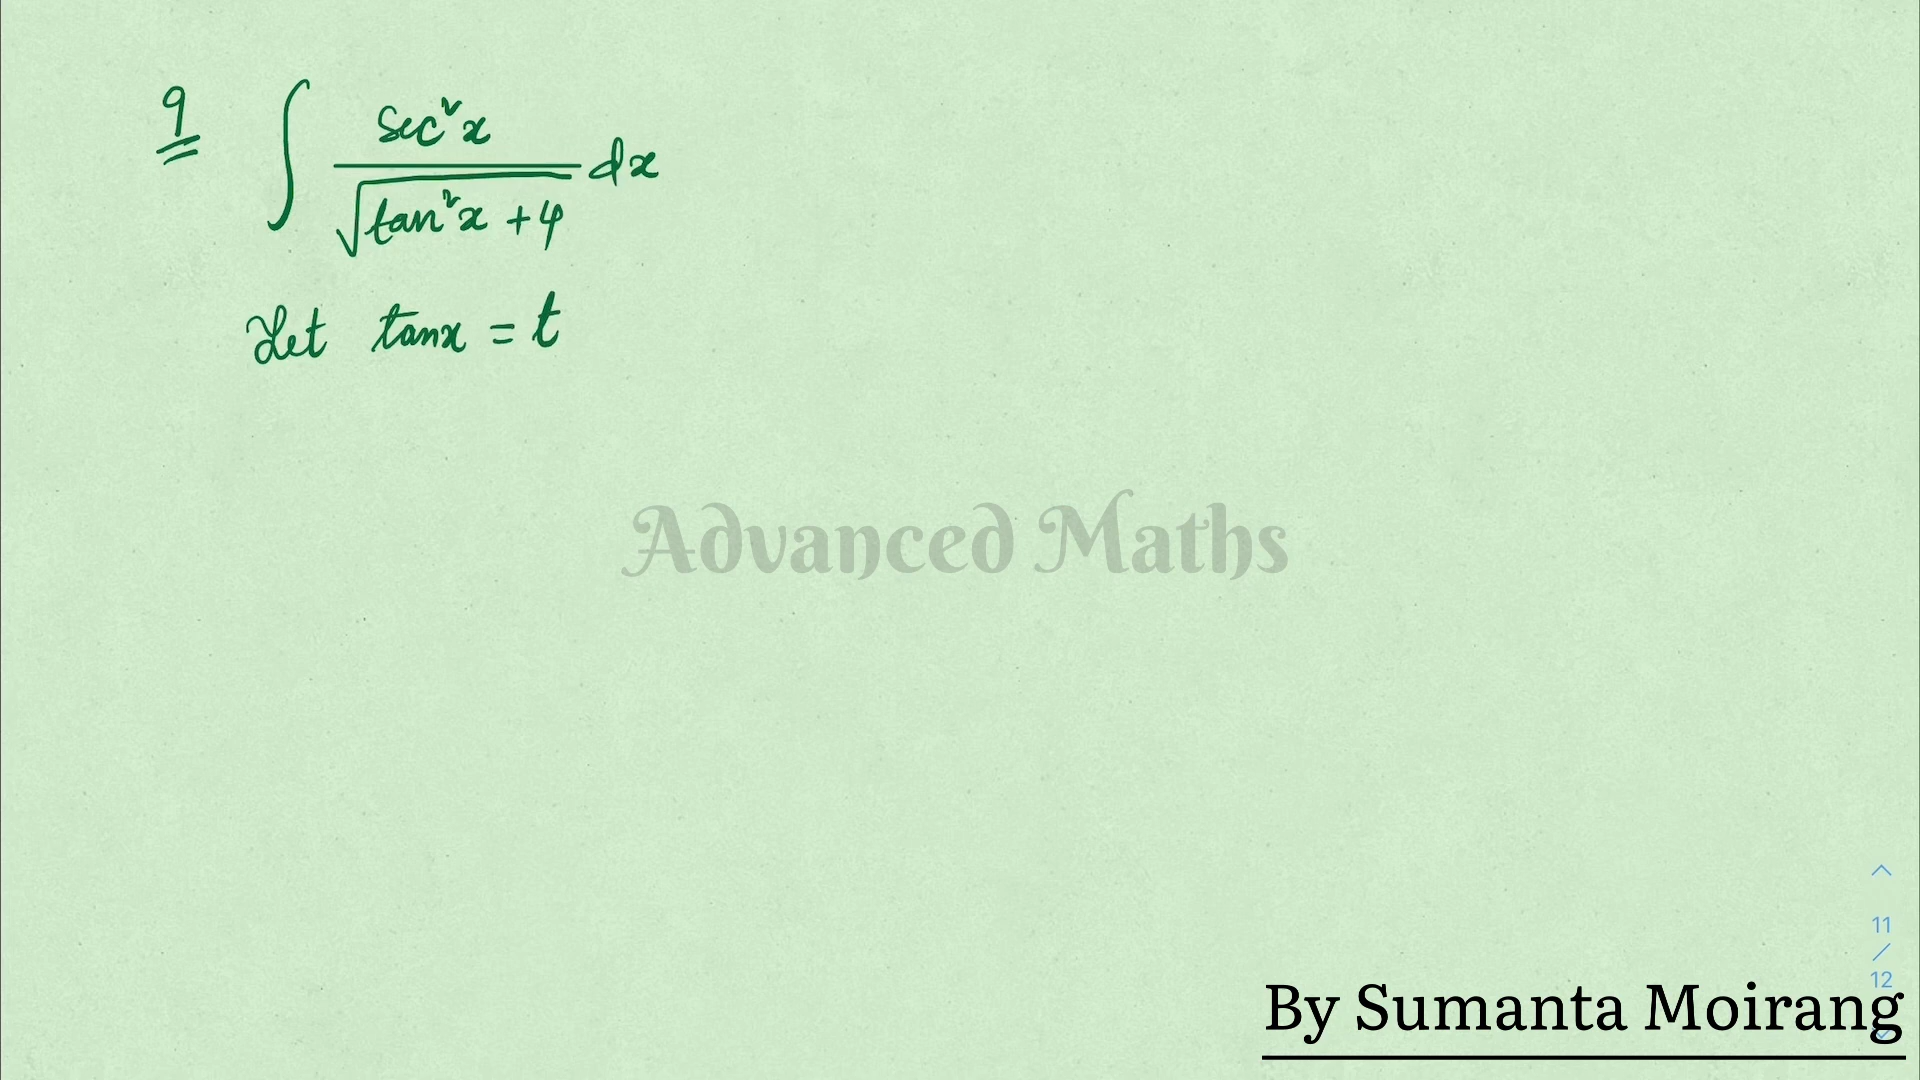 9 ∫ sec²x / √(tan²x + 4) dx
Let tanx = t
Advanced Maths
11
/
12
By Sumanta Moirang